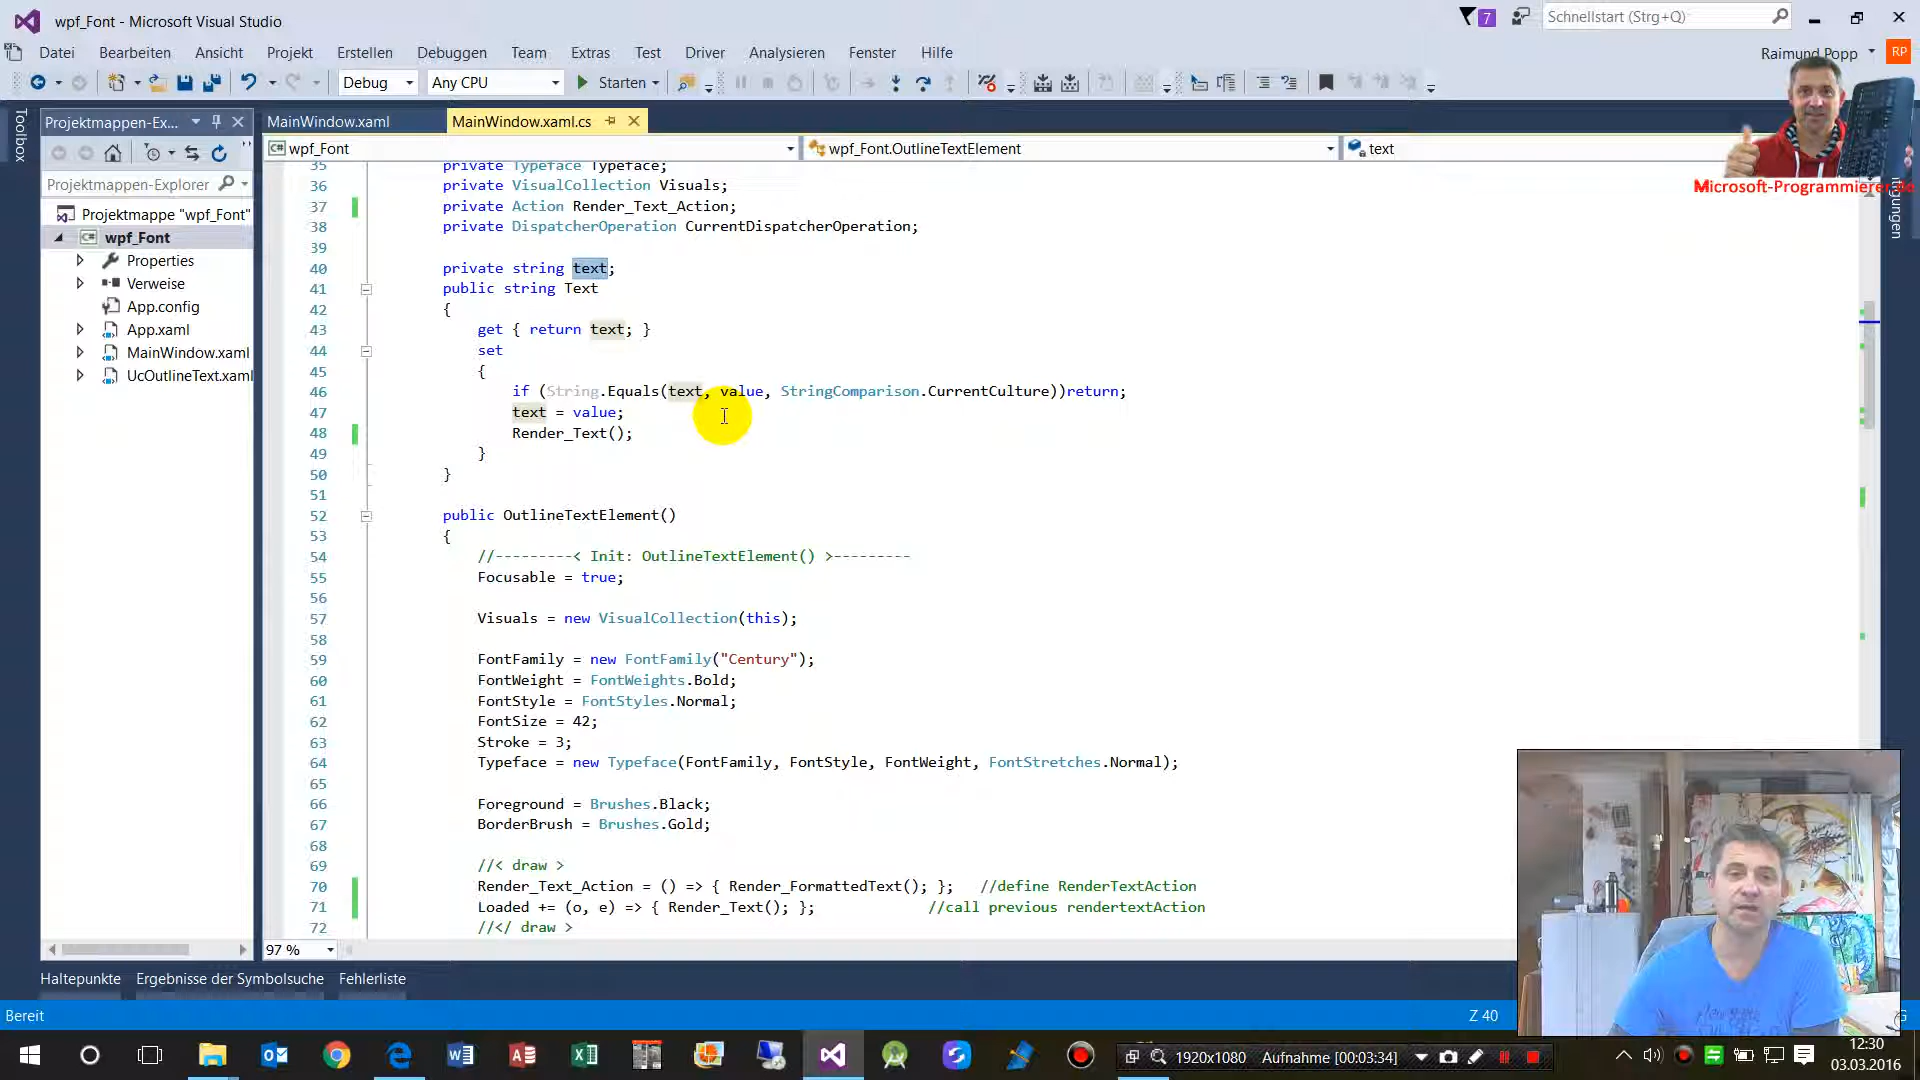 wpf_Font - Microsoft Visual Studio
7
Schnellstart (Strg+Q)
Datei Bearbeiten Ansicht Projekt Erstellen Debuggen Team Extras Test Driver Analysieren Fenster Hilfe
Raimund Popp RP
Debug Any CPU Starten
Toolbox
Projektmappen-Ex...
MainWindow.xaml MainWindow.xaml.cs
C# wpf_Font wpf_Font.OutlineTextElement text
Microsoft-Programmierer.de
Projektmappen-Explorer
Projektmappe "wpf_Font"
C# wpf_Font
Properties
Verweise
App.config
App.xaml
MainWindow.xaml
UcOutlineText.xaml
35 private Typeface Typeface;
36 private VisualCollection Visuals;
37 private Action Render_Text_Action;
38 private DispatcherOperation CurrentDispatcherOperation;
39
40 private string text;
41 public string Text
42 {
43 get { return text; }
44 set
45 {
46 if (String.Equals(text, value, StringComparison.CurrentCulture))return;
47 text = value;
48 Render_Text();
49 }
50 }
51
52 public OutlineTextElement()
53 {
54 //---------< Init: OutlineTextElement() >---------
55 Focusable = true;
56
57 Visuals = new VisualCollection(this);
58
59 FontFamily = new FontFamily("Century");
60 FontWeight = FontWeights.Bold;
61 FontStyle = FontStyles.Normal;
62 FontSize = 42;
63 Stroke = 3;
64 Typeface = new Typeface(FontFamily, FontStyle, FontWeight, FontStretches.Normal);
65
66 Foreground = Brushes.Black;
67 BorderBrush = Brushes.Gold;
68
69 //< draw >
70 Render_Text_Action = () => { Render_FormattedText(); }; //define RenderTextAction
71 Loaded += (o, e) => { Render_Text(); }; //call previous rendertextAction
72 //</ draw >
97 %
Haltepunkte Ergebnisse der Symbolsuche Fehlerliste
Bereit Z 40
1920x1080 Aufnahme [00:03:34]
12:30
03.03.2016